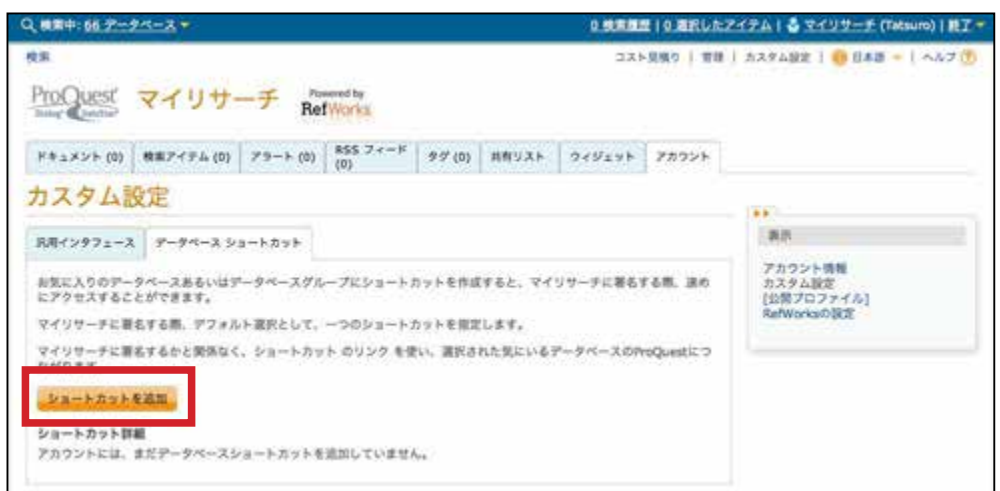 検索中: 66 データベース
0 検索履歴 | 0 選択したアイテム | マイリサーチ (Tatsuro) | 終了
検索
コスト見積り | 管理 | カスタム設定 | 日本語 | ヘルプ ?
ProQuest マイリサーチ Powered by RefWorks
ドキュメント (0) 検索アイテム (0) アラート (0) RSS フィード (0) タグ (0) 共有リスト ウィジェット アカウント
カスタム設定
汎用インタフェース データベース ショートカット
お気に入りのデータベースあるいはデータベースグループにショートカットを作成すると、マイリサーチに署名する際、速め
にアクセスすることができます。
マイリサーチに署名する際、デフォルト選択として、一つのショートカットを指定します。
マイリサーチに署名するかと関係なく、ショートカット のリンク を使い、選択された気にいるデータベースのProQuestにつ
ながります
ショートカットを追加
ショートカット詳細
アカウントには、まだデータベースショートカットを追加していません。
表示
アカウント情報
カスタム設定
[公開プロファイル]
RefWorksの設定